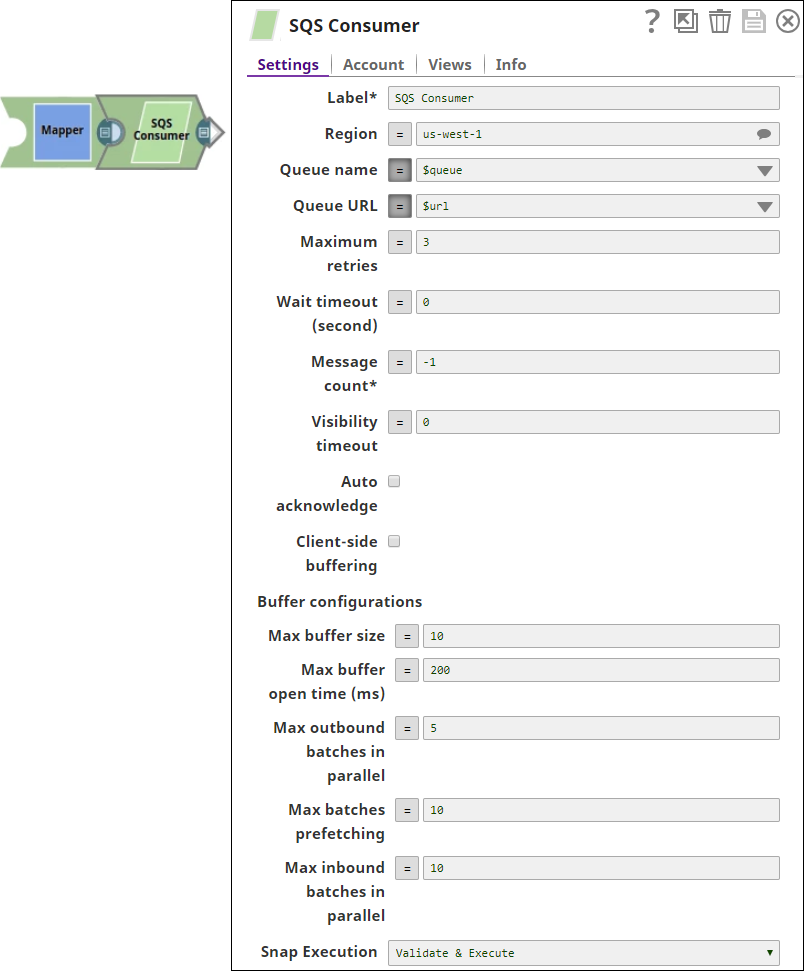 SQS Consumer
?
Settings Account Views Info
Label* SQS Consumer
Mapper
SQS
Consumer
Region = us-west-1
Queue name = $queue
Queue URL = $url
Maximum
retries = 3
Wait timeout
(second) = 0
Message
count* = -1
Visibility
timeout = 0
Auto
acknowledge
Client-side
buffering
Buffer configurations
Max buffer size = 10
Max buffer
open time (ms) = 200
Max outbound
batches in
parallel = 5
Max batches
prefetching = 10
Max inbound
batches in
parallel = 10
Snap Execution Validate & Execute